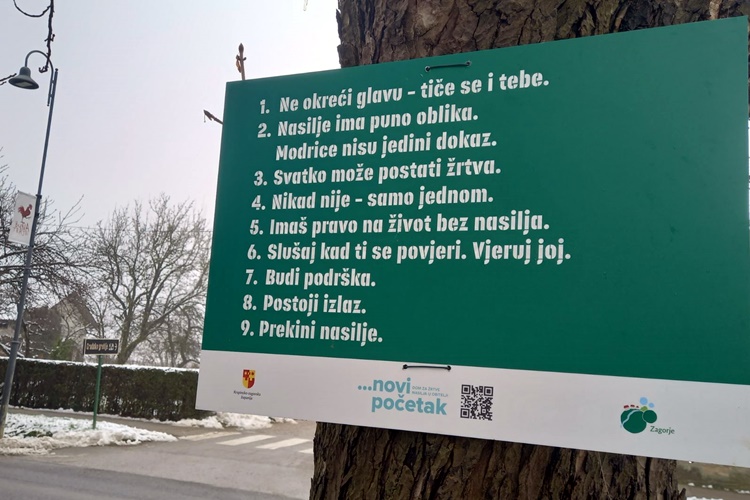 1. Ne okreći glavu - tiče se i tebe.
2. Nasilje ima puno oblika.
Modrice nisu jedini dokaz.
3. Svatko može postati žrtva.
4. Nikad nije - samo jednom.
5. Imaš pravo na život bez nasilja.
6. Slušaj kad ti se povjeri. Vjeruj joj.
7. Budi podrška.
8. Postoji izlaz.
9. Prekini nasilje.
...novi
početak
Zagorje